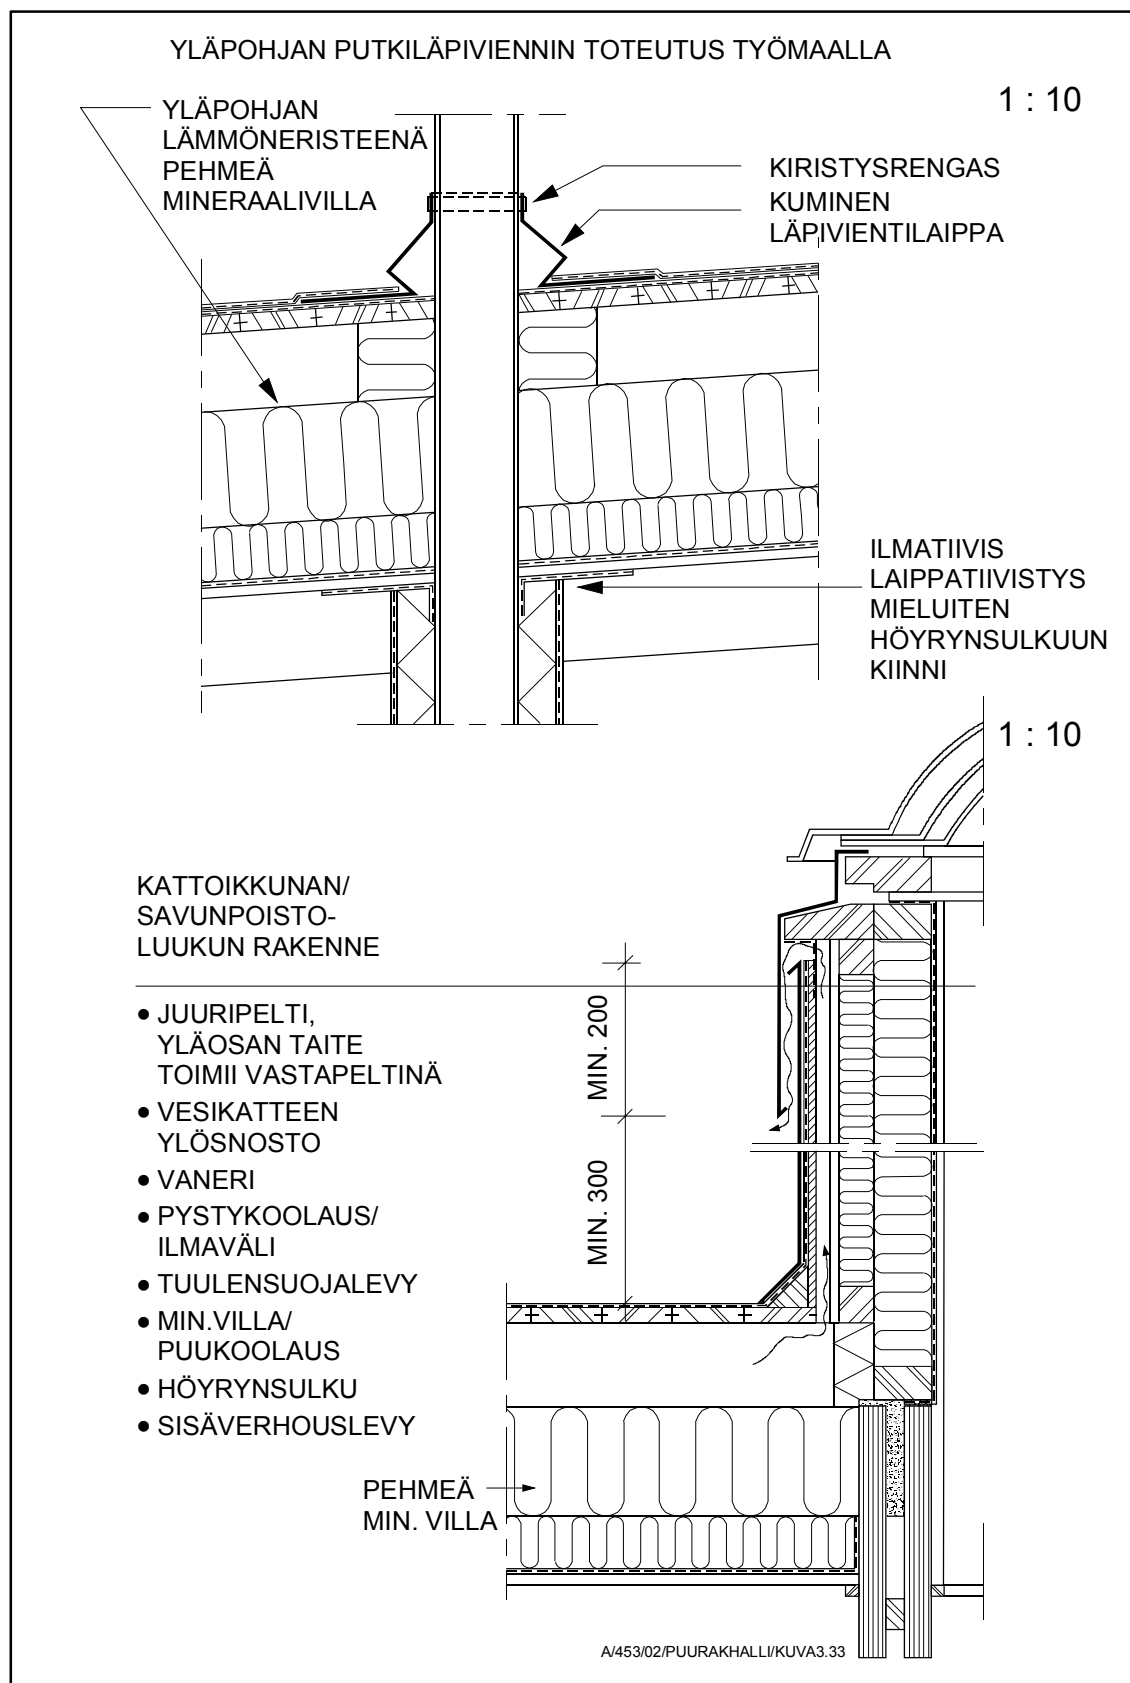 YLÄPOHJAN PUTKILÄPIVIENNIN TOTEUTUS TYÖMAALLA
1 : 10
YLÄPOHJAN
LÄMMÖNERISTEENÄ
PEHMEÄ
MINERAALIVILLA
KIRISTYSRENGAS
KUMINEN
LÄPIVIENTILAIPPA
ILMATIIVIS
LAIPPATIIVISTYS
MIELUITEN
HÖYRYNSULKUUN
KIINNI
1 : 10
KATTOIKKUNAN/
SAVUNPOISTO-
LUUKUN RAKENNE
• JUURIPELTI,
YLÄOSAN TAITE
TOIMII VASTAPELTINÄ
• VESIKATTEEN
YLÖSNOSTO
• VANERI
• PYSTYKOOLAUS/
ILMAVÄLI
• TUULENSUOJALEVY
• MIN.VILLA/
PUUKOOLAUS
• HÖYRYNSULKU
• SISÄVERHOUSLEVY
MIN. 200
MIN. 300
PEHMEÄ
MIN. VILLA
A/453/02/PUURAKHALLI/KUVA3.33